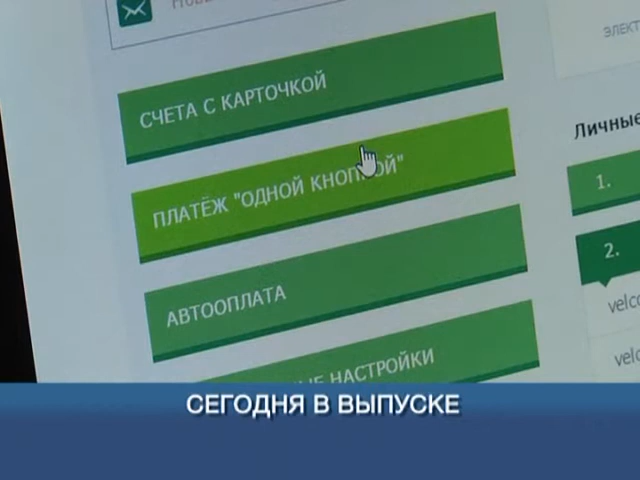 СЧЕТА С КАРТОЧКОЙ
ПЛАТЁЖ "ОДНОЙ КНОПКОЙ"
АВТООПЛАТА
НАСТРОЙКИ
Личные
1.
2.
СЕГОДНЯ В ВЫПУСКЕ